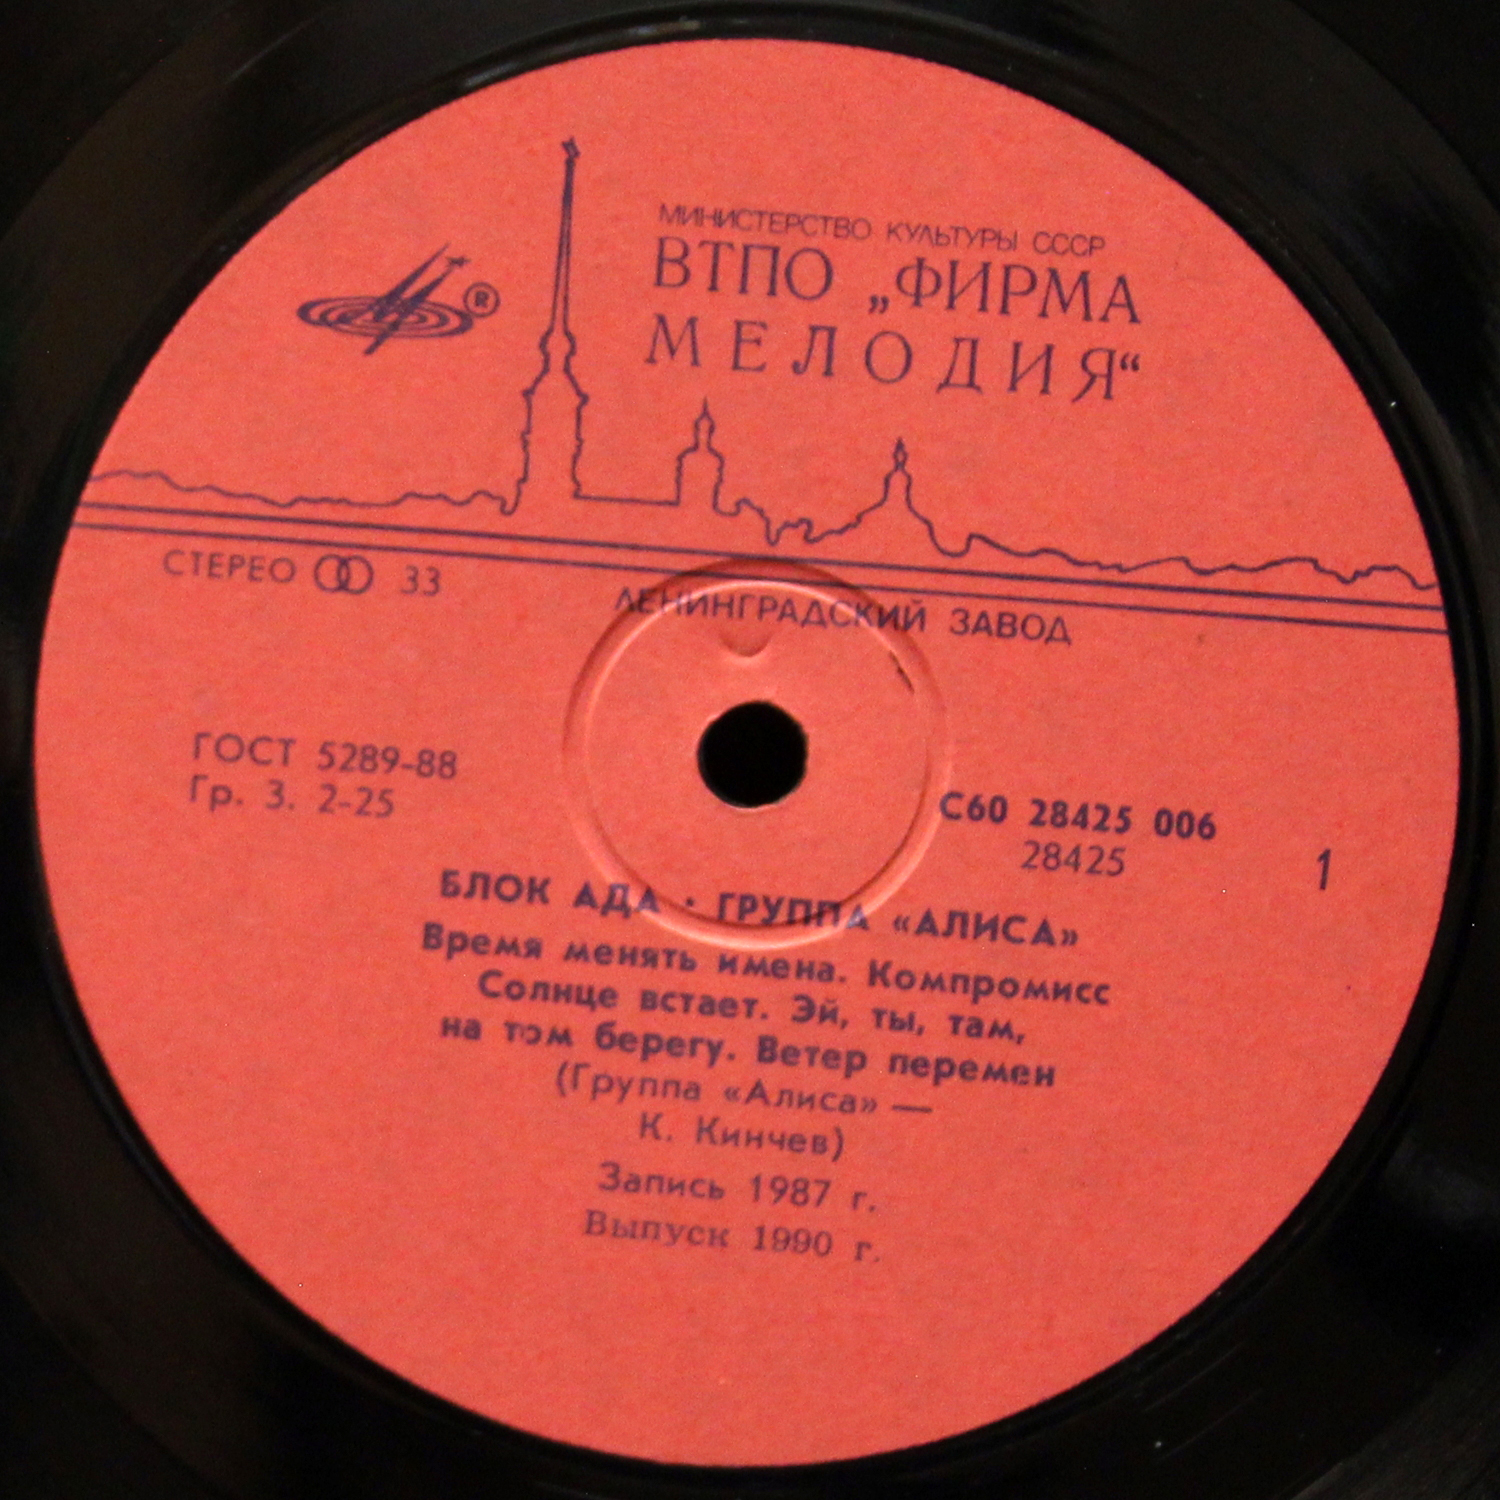 МИНИСТЕРСТВО КУЛЬТУРЫ СССР
ВТПО „ФИРМА
МЕЛОДИЯ“
®
СТЕРЕО 33
ЛЕНИНГРАДСКИЙ ЗАВОД
ГОСТ 5289-88
Гр. 3. 2-25
С60 28425 006
28425
1
БЛОК АДА · ГРУППА «АЛИСА»
Время менять имена. Компромисс
Солнце встает. Эй, ты, там,
на том берегу. Ветер перемен
(Группа «Алиса» —
К. Кинчев)
Запись 1987 г.
Выпуск 1990 г.